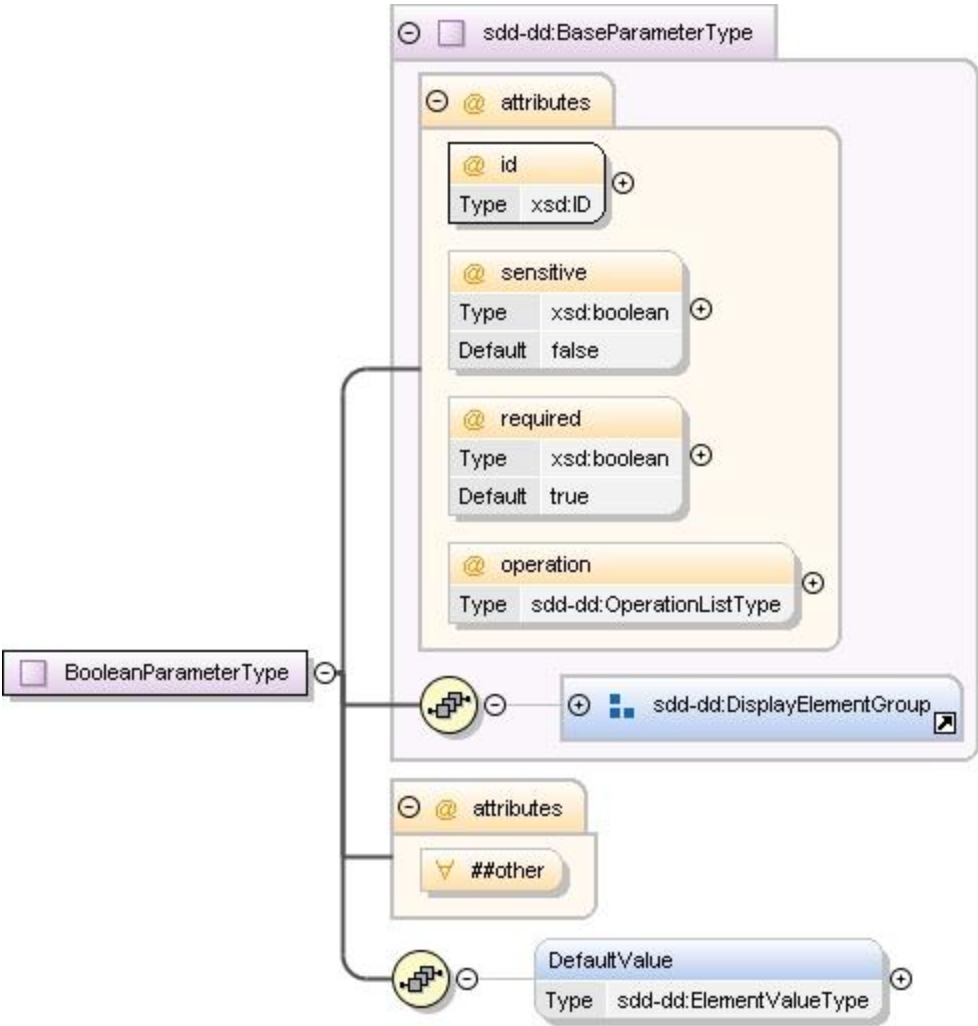 sdd-dd:BaseParameterType
@ attributes
@ id
Type xsd:ID
@ sensitive
Type xsd:boolean
Default false
@ required
Type xsd:boolean
Default true
@ operation
Type sdd-dd:OperationListType
BooleanParameterType
sdd-dd:DisplayElementGroup
@ attributes
∀ ##other
DefaultValue
Type sdd-dd:ElementValueType